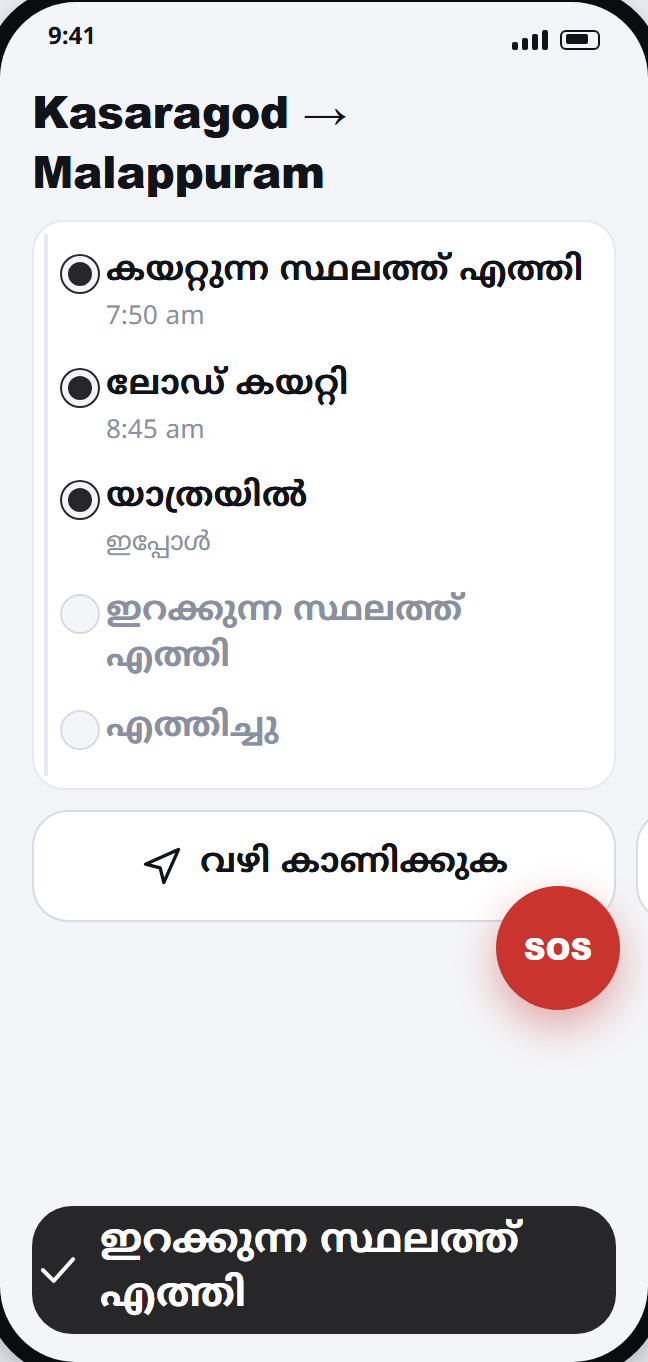 9:41
Kasaragod →
Malappuram
കയറ്റുന്ന സ്ഥലത്ത് എത്തി
7:50 am
ലോഡ് കയറ്റി
8:45 am
യാത്രയിൽ
ഇപ്പോൾ
ഇറക്കുന്ന സ്ഥലത്ത്
എത്തി
എത്തിച്ചു
വഴി കാണിക്കുക
SOS
ഇറക്കുന്ന സ്ഥലത്ത്
എത്തി